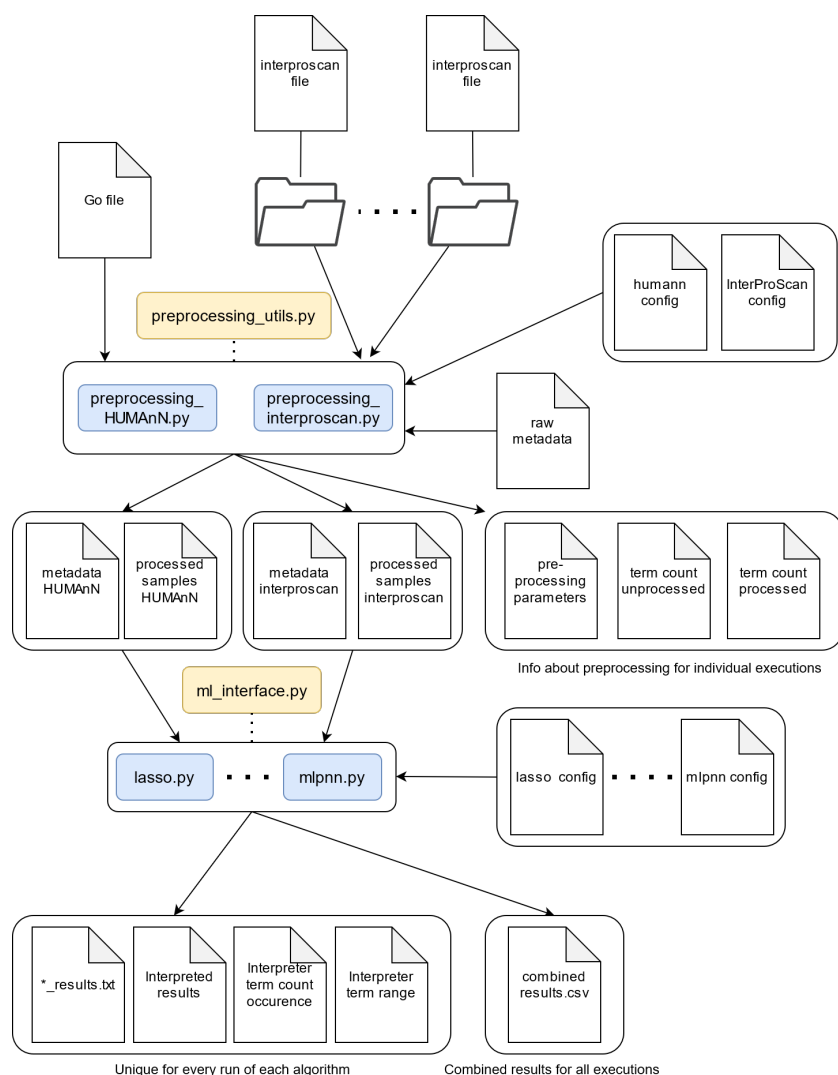 interproscan
file
interproscan
file
Go file
humann
config
InterProScan
config
preprocessing_utils.py
preprocessing_
HUMAnN.py
preprocessing_
interproscan.py
raw
metadata
metadata
HUMAnN
processed
samples
HUMAnN
metadata
interproscan
processed
samples
interproscan
pre-
processing
parameters
term count
unprocessed
term count
processed
Info about preprocessing for individual executions
ml_interface.py
lasso.py
mlpnn.py
lasso config
mlpnn config
*_results.txt
Interpreted
results
Interpreter
term count
occurence
Interpreter
term range
combined
results.csv
Unique for every run of each algorithm
Combined results for all executions